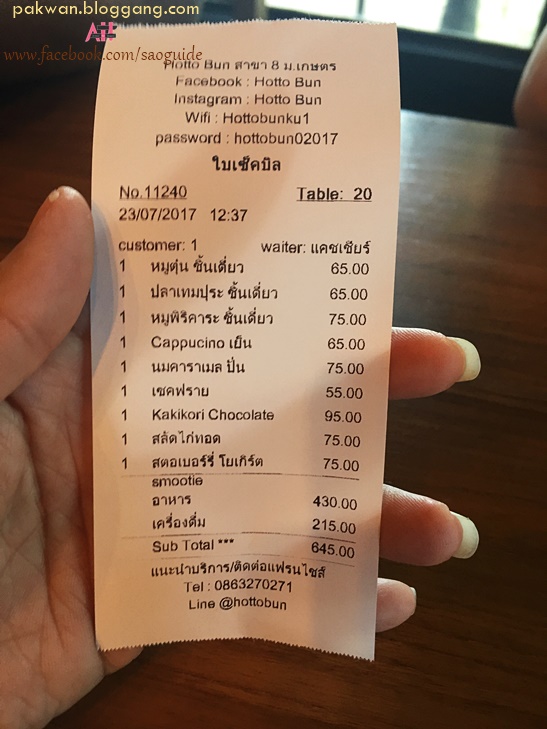 pakwan.bloggang.com
www.facebook.com/saoguide
Hotto Bun สาขา 8 ม.เกษตร
Facebook : Hotto Bun
Instagram : Hotto Bun
Wifi : Hottobunku1
password : hottobun02017
ใบเช็คบิล
No.11240 Table: 20
23/07/2017 12:37
customer: 1 waiter: แคชเชียร์
1 หมูตุ๋น ชิ้นเดี่ยว 65.00
1 ปลาเทมปุระ ชิ้นเดี่ยว 65.00
1 หมูพิริคาระ ชิ้นเดี่ยว 75.00
1 Cappucino เย็น 65.00
1 นมคาราเมล ปั่น 75.00
1 เชคฟราย 55.00
1 Kakikori Chocolate 95.00
1 สลัดไก่ทอด 75.00
1 สตอเบอร์รี่ โยเกิร์ต 75.00
smootie
อาหาร 430.00
เครื่องดื่ม 215.00
Sub Total *** 645.00
แนะนำบริการ/ติดต่อแฟรนไชส์
Tel : 0863270271
Line @hottobun